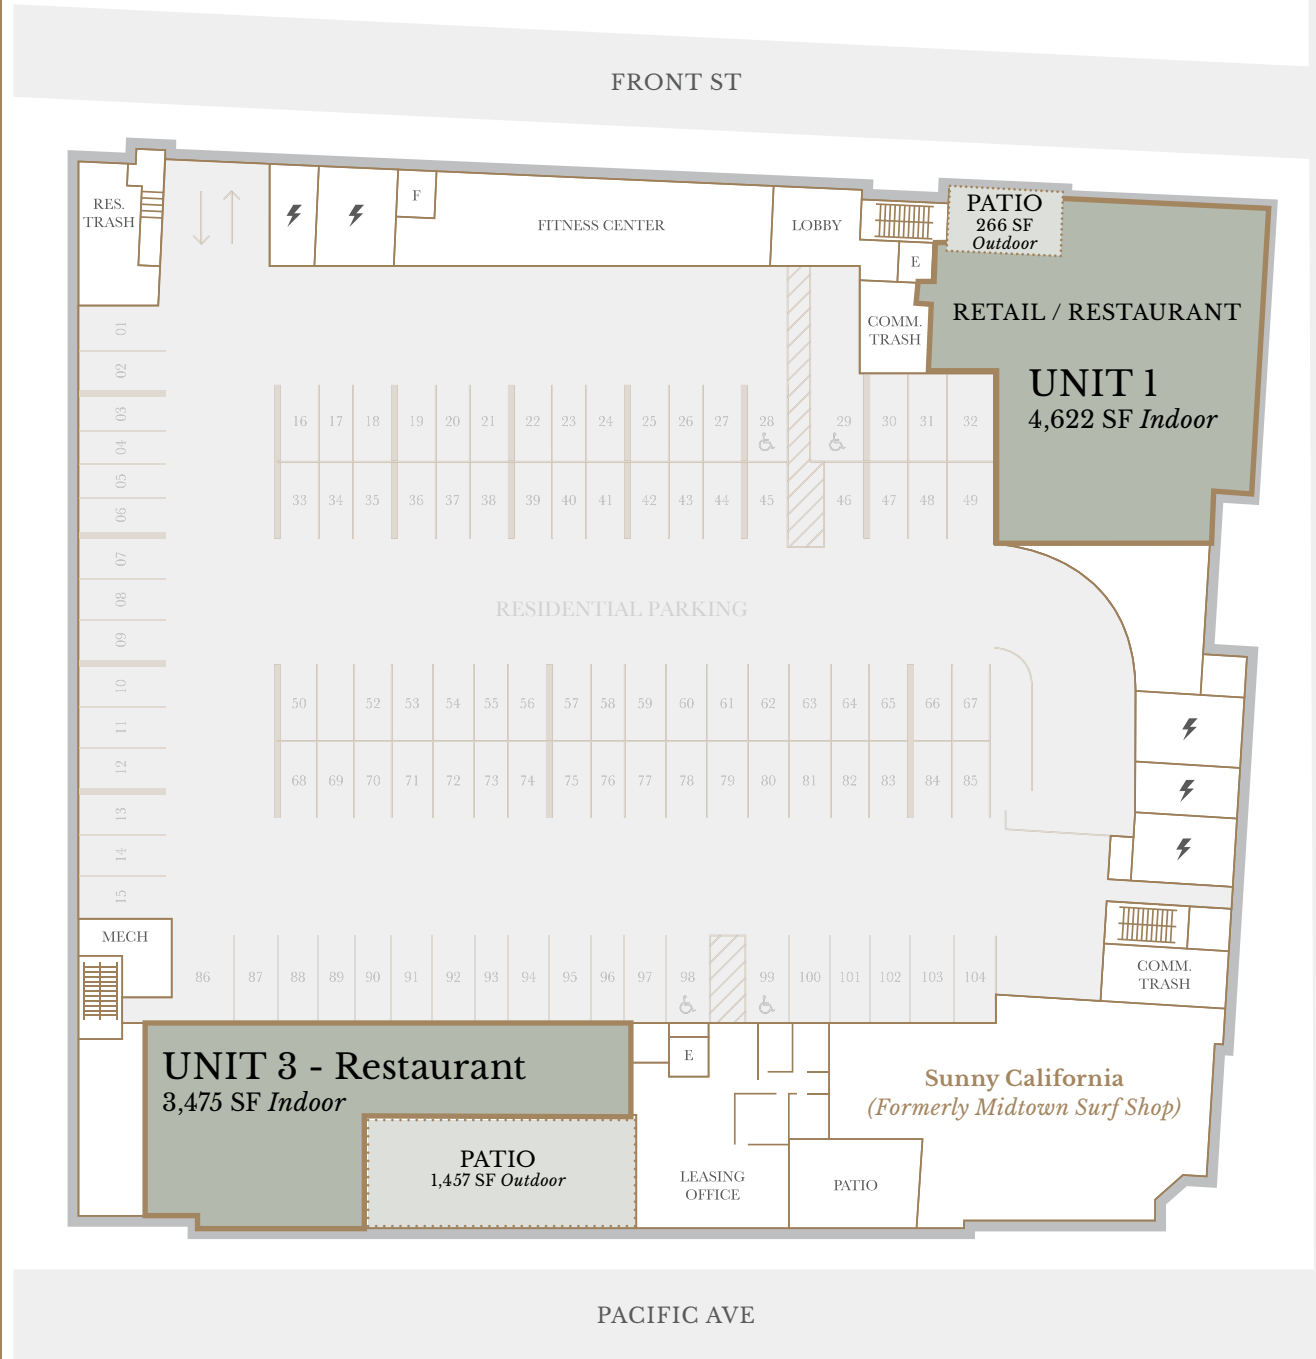 FRONT ST
RES.
TRASH
F
FITNESS CENTER
LOBBY
E
PATIO
266 SF
Outdoor
COMM.
TRASH
RETAIL / RESTAURANT
UNIT 1
4,622 SF Indoor
01
02
03
04
05
06
07
08
09
10
11
12
13
14
15
16 17 18 19 20 21 22 23 24 25 26 27 28 29 30 31 32
33 34 35 36 37 38 39 40 41 42 43 44 45 46 47 48 49
RESIDENTIAL PARKING
50 52 53 54 55 56 57 58 59 60 61 62 63 64 65 66 67
68 69 70 71 72 73 74 75 76 77 78 79 80 81 82 83 84 85
MECH
86 87 88 89 90 91 92 93 94 95 96 97 98 99 100 101 102 103 104
COMM.
TRASH
UNIT 3 - Restaurant
3,475 SF Indoor
PATIO
1,457 SF Outdoor
E
LEASING
OFFICE
PATIO
Sunny California
(Formerly Midtown Surf Shop)
PACIFIC AVE